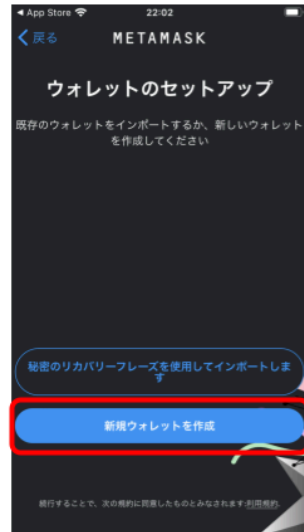 App Store 22:02
戻る METAMASK
ウォレットのセットアップ
既存のウォレットをインポートするか、新しいウォレット
を作成してください
秘密のリカバリーフレーズを使用してインポートしま
す
新規ウォレットを作成
続行することで、次の規約に同意したものとみなされます:利用規約.